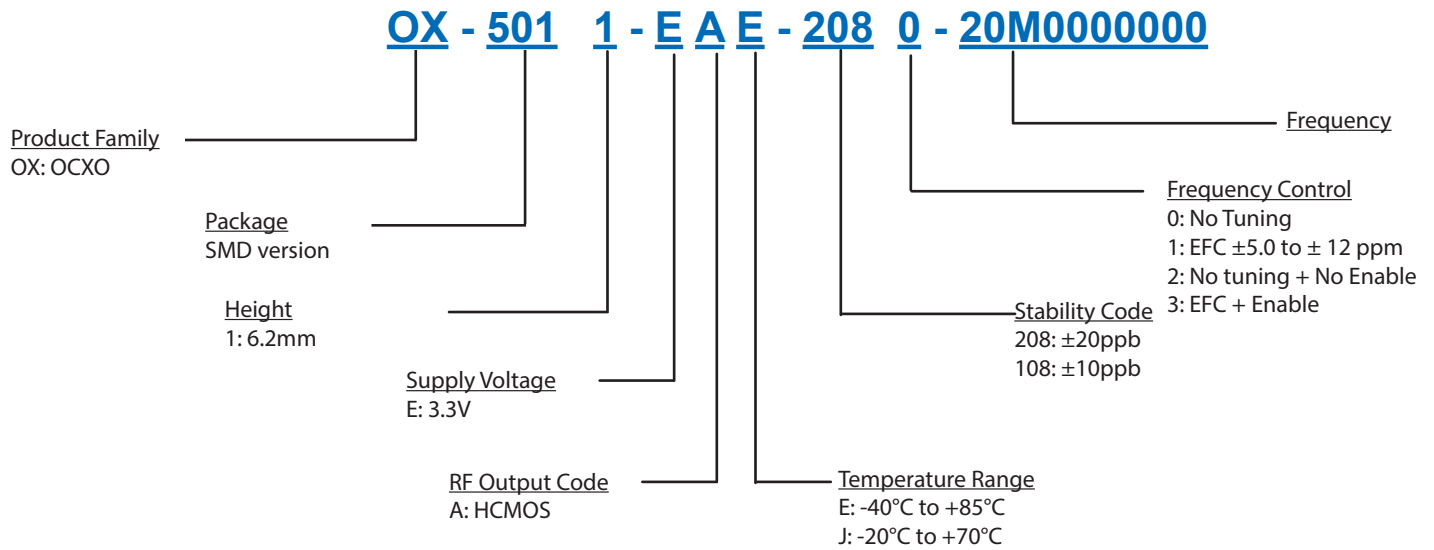 OX - 501 1 - E A E - 208 0 - 20M0000000
Product Family
OX: OCXO
Package
SMD version
Height
1: 6.2mm
Supply Voltage
E: 3.3V
RF Output Code
A: HCMOS
Temperature Range
E: -40°C to +85°C
J: -20°C to +70°C
Stability Code
208: ±20ppb
108: ±10ppb
Frequency Control
0: No Tuning
1: EFC ±5.0 to ± 12 ppm
2: No tuning + No Enable
3: EFC + Enable
Frequency